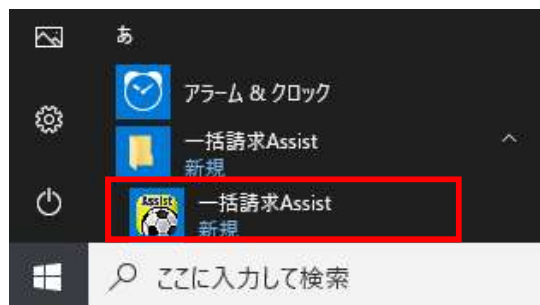 あ
アラーム & クロック
一括請求Assist
新規
Assist
一括請求Assist
新規
ここに入力して検索